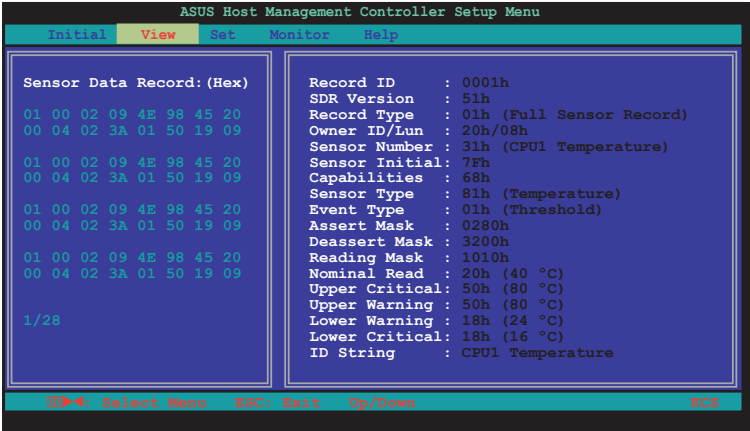 ASUS Host Management Controller Setup Menu
Initial View Set Monitor Help
Sensor Data Record:(Hex)
01 00 02 09 4E 98 45 20
00 04 02 3A 01 50 19 09
01 00 02 09 4E 98 45 20
00 04 02 3A 01 50 19 09
01 00 02 09 4E 98 45 20
00 04 02 3A 01 50 19 09
01 00 02 09 4E 98 45 20
00 04 02 3A 01 50 19 09
1/28
Record ID : 0001h
SDR Version : 51h
Record Type : 01h (Full Sensor Record)
Owner ID/Lun : 20h/08h
Sensor Number : 31h (CPU1 Temperature)
Sensor Initial: 7Fh
Capabilities : 68h
Sensor Type : 81h (Temperature)
Event Type : 01h (Threshold)
Assert Mask : 0280h
Deassert Mask : 3200h
Reading Mask : 1010h
Nominal Read : 20h (40 °C)
Upper Critical: 50h (80 °C)
Upper Warning : 50h (80 °C)
Lower Warning : 18h (24 °C)
Lower Critical: 18h (16 °C)
ID String : CPU1 Temperature
: Select Menu ESC: Exit Up/Down KCS